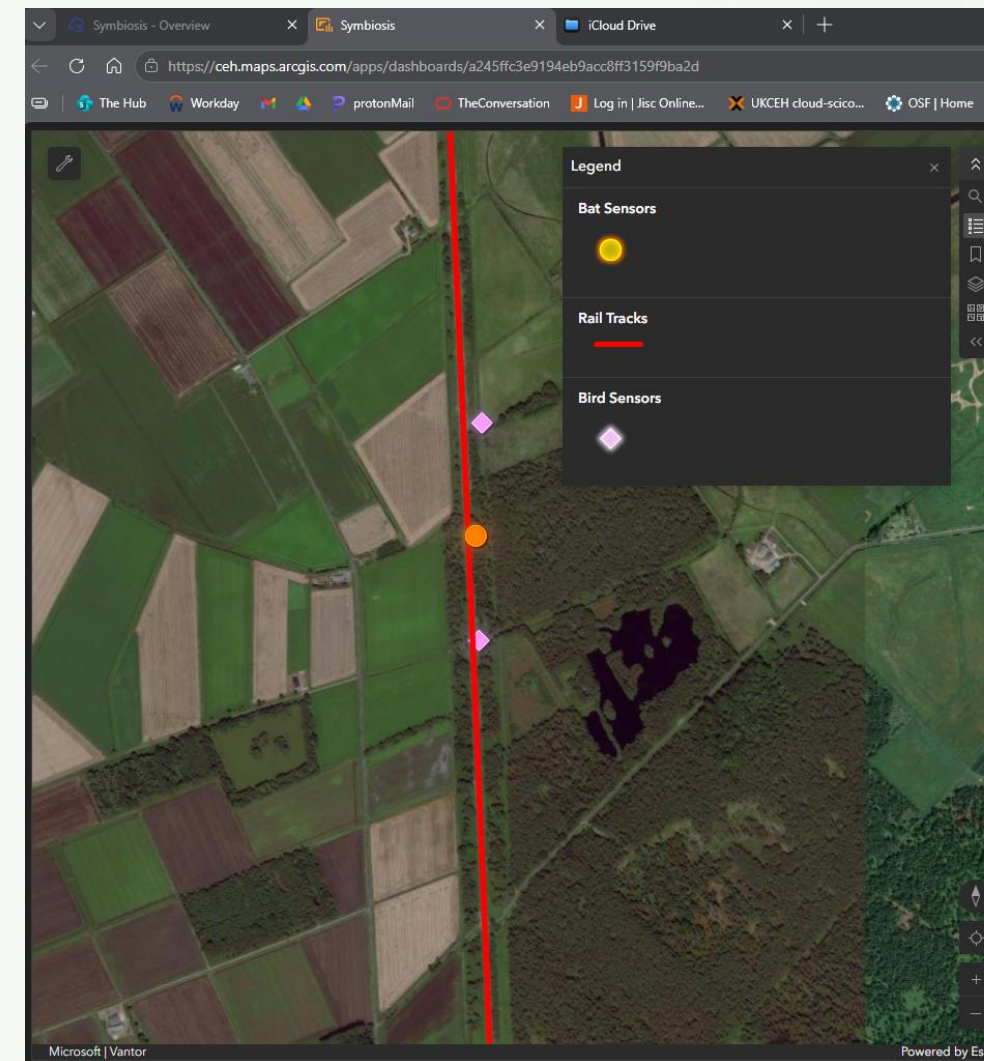 Symbiosis - Overview Symbiosis iCloud Drive
https://ceh.maps.arcgis.com/apps/dashboards/a245ffc3e9194eb9acc8ff3159f9ba2d
The Hub Workday protonMail TheConversation Log in | Jisc Online... UKCEH cloud-scico... OSF | Home
Legend
Bat Sensors
Rail Tracks
Bird Sensors
Microsoft | Vantor Powered by Es